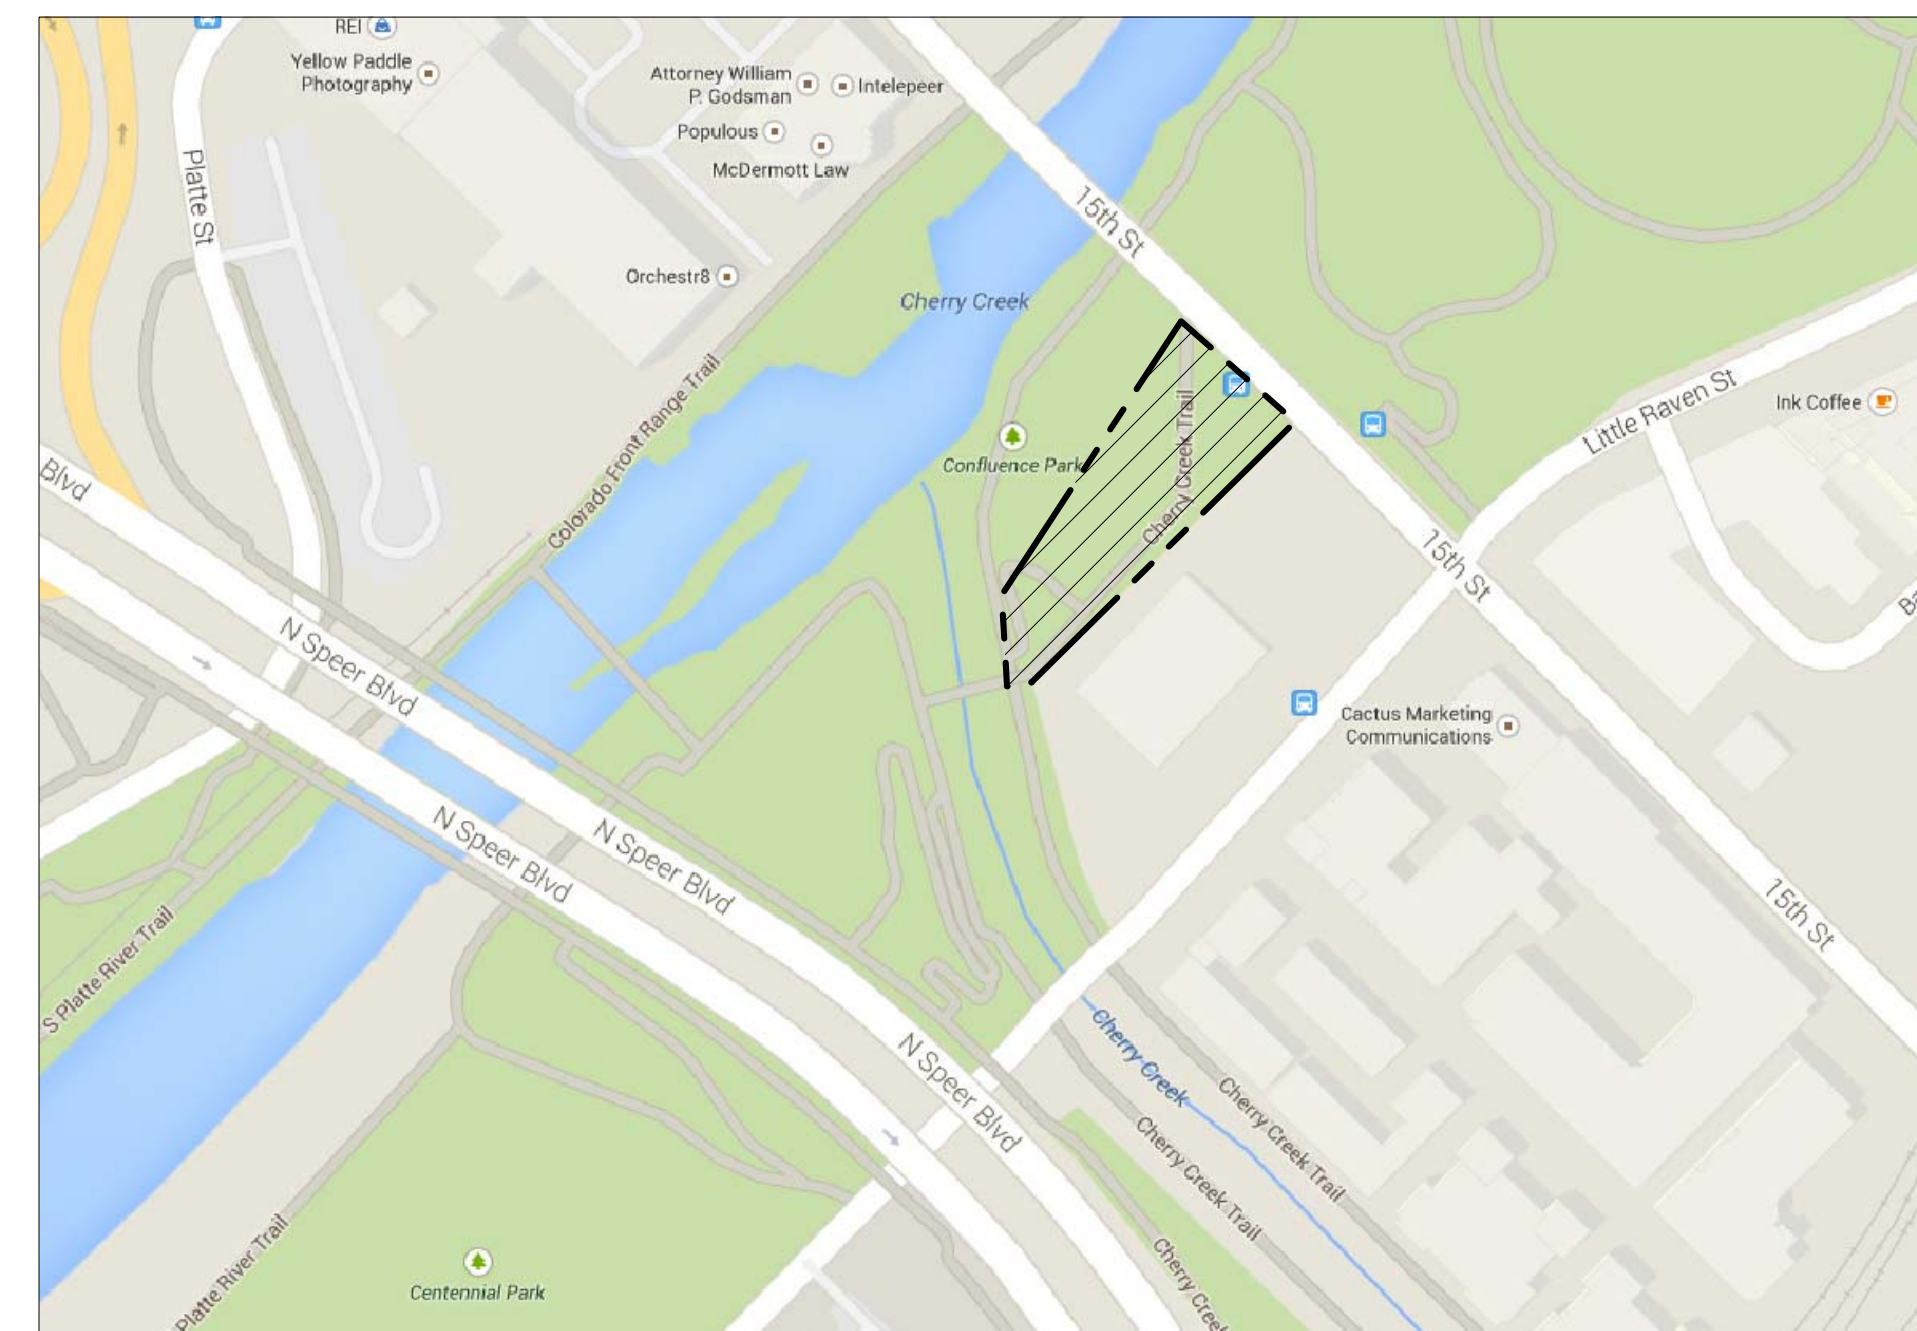 REI
Yellow Paddle
Photography
Attorney William
P. Godsman
Intelepeer
Populous
McDermott Law
Platte St
15th St
Orchestr8
Cherry Creek
Colorado Front Range Trail
Confluence Park
Cherry Creek Trail
Little Raven St
Ink Coffee
Blvd
15th St
N Speer Blvd
Cactus Marketing
Communications
N Speer Blvd
N Speer Blvd
15th St
S Platte River Trail
N Speer Blvd
Cherry Creek
Cherry Creek Trail
Cherry Creek Trail
Platte River Trail
Centennial Park
Cherry Creek